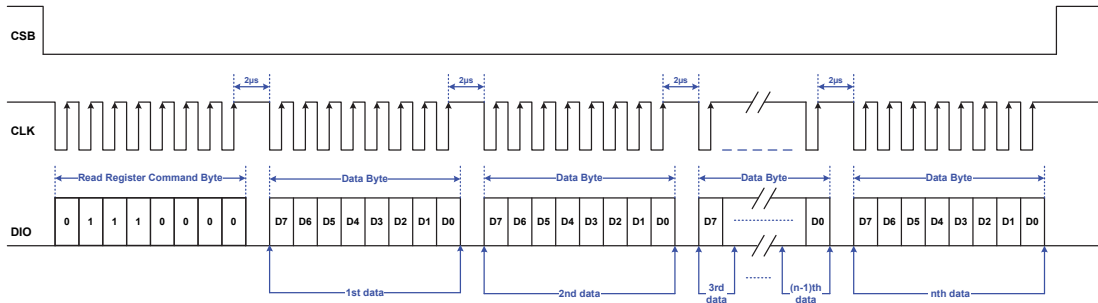 CSB
2μs 2μs 2μs 2μs
CLK
Read Register Command Byte Data Byte Data Byte Data Byte Data Byte
DIO 0 1 1 1 0 0 0 0 D7 D6 D5 D4 D3 D2 D1 D0 D7 D6 D5 D4 D3 D2 D1 D0 D7 D0 D7 D6 D5 D4 D3 D2 D1 D0
1st data 2nd data 3rd data (n-1)th data nth data